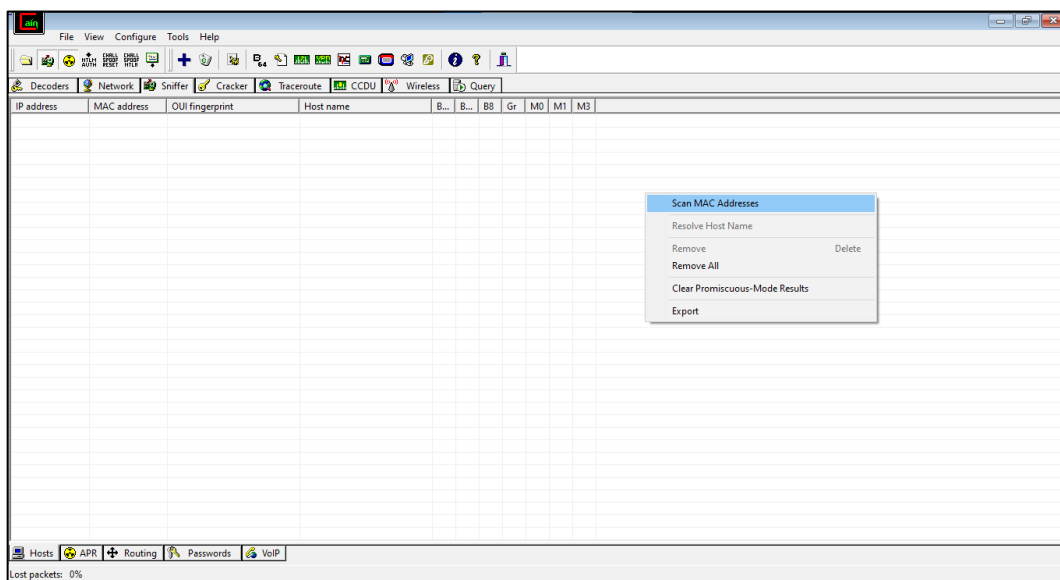 Cain
File View Configure Tools Help
Decoders Network Sniffer Cracker Traceroute CCDU Wireless Query
IP address MAC address OUI fingerprint Host name B... B... B8 Gr M0 M1 M3
Scan MAC Addresses
Resolve Host Name
Remove Delete
Remove All
Clear Promiscuous-Mode Results
Export
Hosts APR Routing Passwords VoIP
Lost packets: 0%